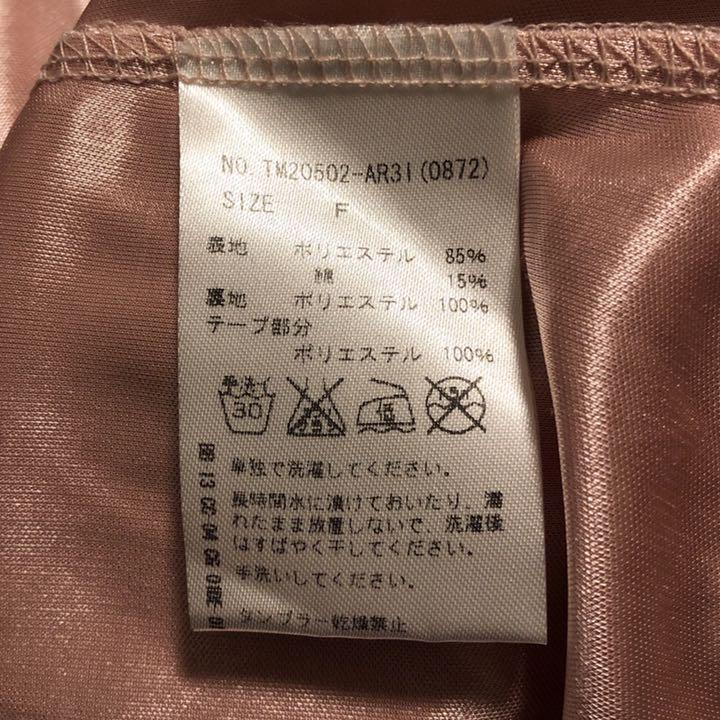 NO. TM20502-AR3I(0872)
SIZE F
表地 ポリエステル 85%
綿 15%
裏地 ポリエステル 100%
テープ部分
ポリエステル 100%
手洗イ
30
低
単独で洗濯してください。
長時間水に漬けておいたり、濡
れたまま放置しないで、洗濯後
はすばやく干してください。
手洗いしてください。
タンブラー乾燥禁止